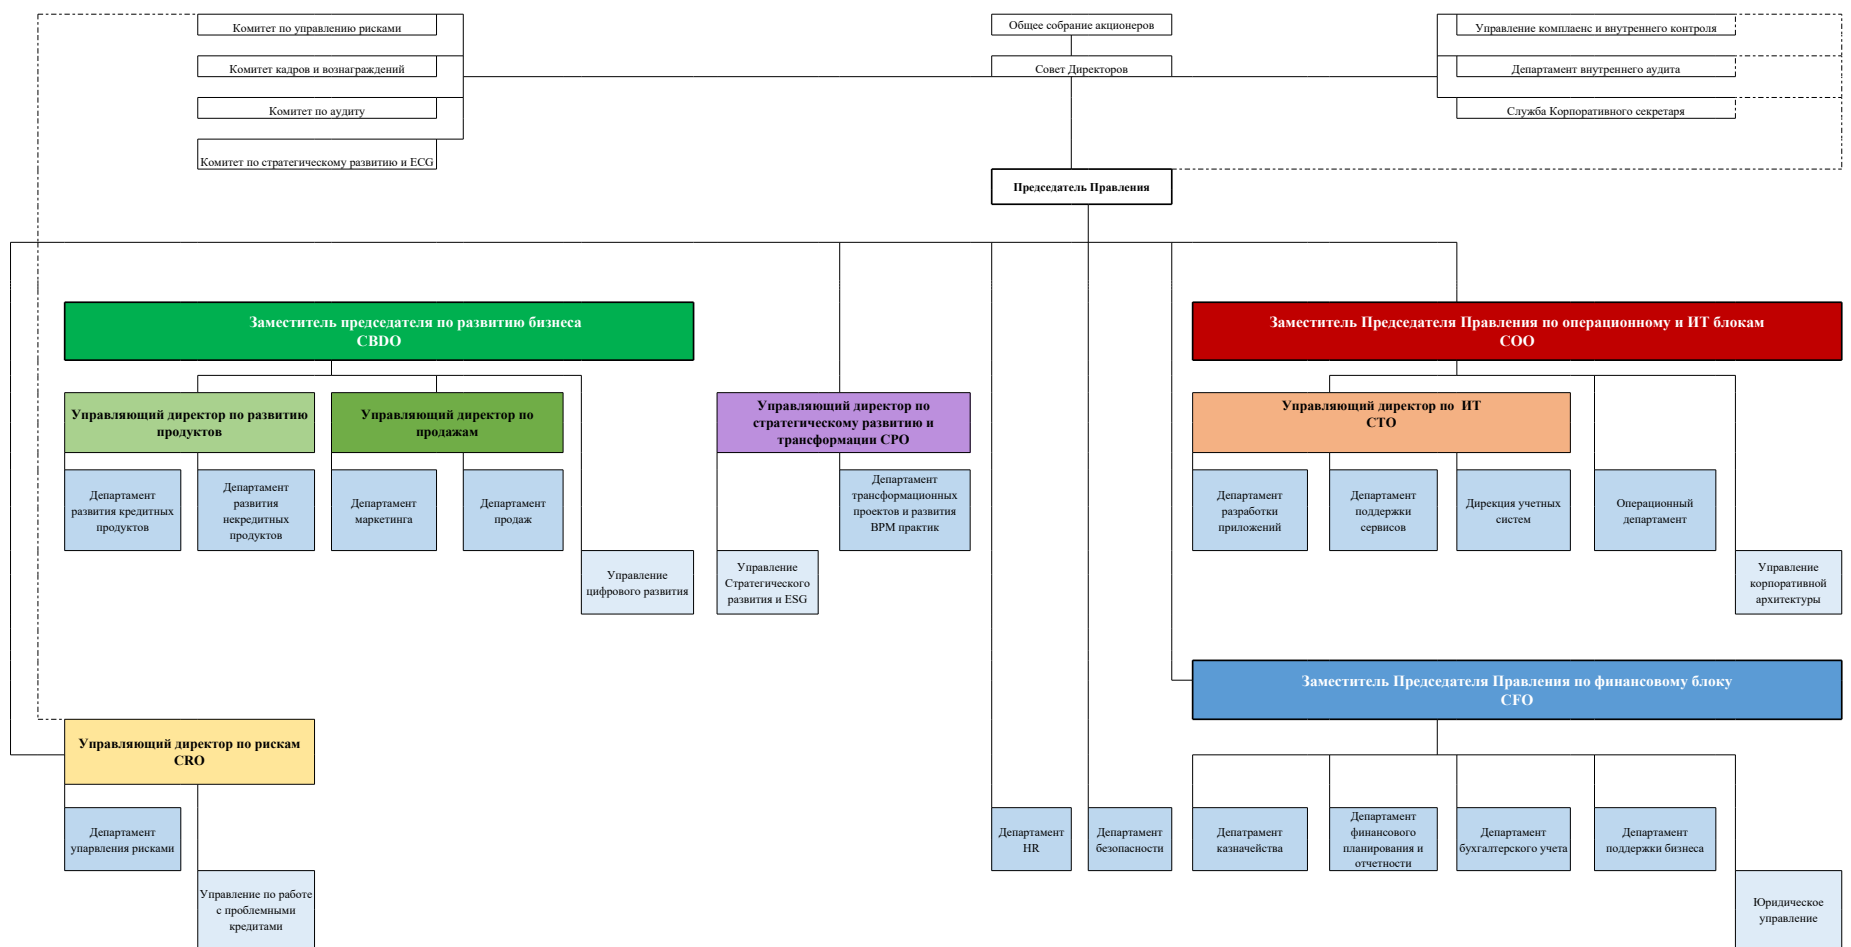 Комитет по управлению рисками
Общее собрание акционеров
Управление комплаенс и внутреннего контроля
Комитет кадров и вознаграждений
Совет Директоров
Департамент внутреннего аудита
Комитет по аудиту
Служба Корпоративного секретаря
Комитет по стратегическому развитию и ECG
Председатель Правления
Заместитель председателя по развитию бизнеса
CBDO
Заместитель Председателя Правления по операционному и ИТ блокам
COO
Управляющий директор по развитию
продуктов
Управляющий директор по
продажам
Управляющий директор по
стратегическому развитию и
трансформации CPO
Управляющий директор по ИТ
CTO
Департамент
развития кредитных
продуктов
Департамент
развития
некредитных
продуктов
Департамент
маркетинга
Департамент
продаж
Департамент
трансформационных
проектов и развития
BPM практик
Департамент
разработки
приложений
Департамент
поддержки
сервисов
Дирекция учетных
систем
Операционный
департамент
Управление
цифрового развития
Управление
Стратегического
развития и ESG
Управление
корпоративной
архитектуры
Заместитель Председателя Правления по финансовому блоку
CFO
Управляющий директор по рискам
CRO
Департамент
упарвления рисками
Департамент
HR
Департамент
безопасности
Депатрамент
казначейства
Департамент
финансового
планирования и
отчетности
Департамент
бухгалтерского учета
Департамент
поддержки бизнеса
Управление по работе
с проблемными
кредитами
Юридическое
управление